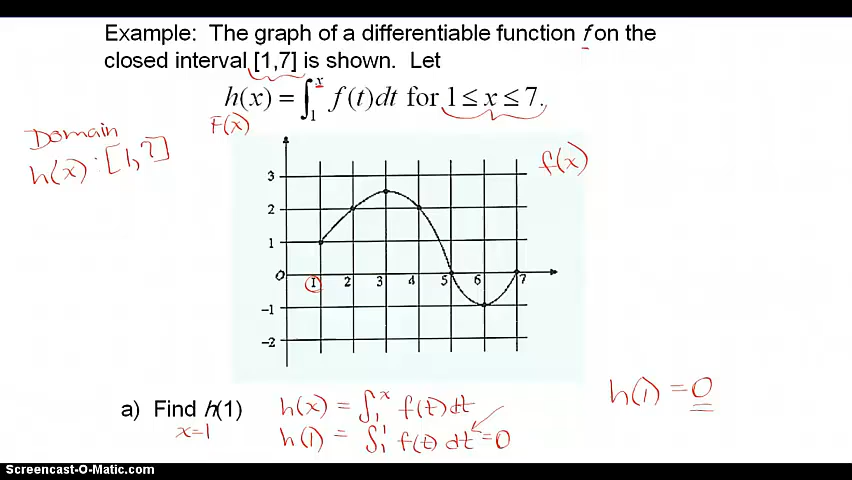 Example: The graph of a differentiable function f on the
closed interval [1,7] is shown. Let
h(x) = ∫₁ˣ f(t)dt for 1 ≤ x ≤ 7.
F(x)
Domain
h(x): [1,7]
f(x)
3
2
1
O 1 2 3 4 5 6 7
-1
-2
h(1) = 0
a) Find h(1) h(x) = ∫₁ˣ f(t)dt
x=1 h(1) = ∫₁¹ f(t)dt = 0
Screencast-O-Matic.com